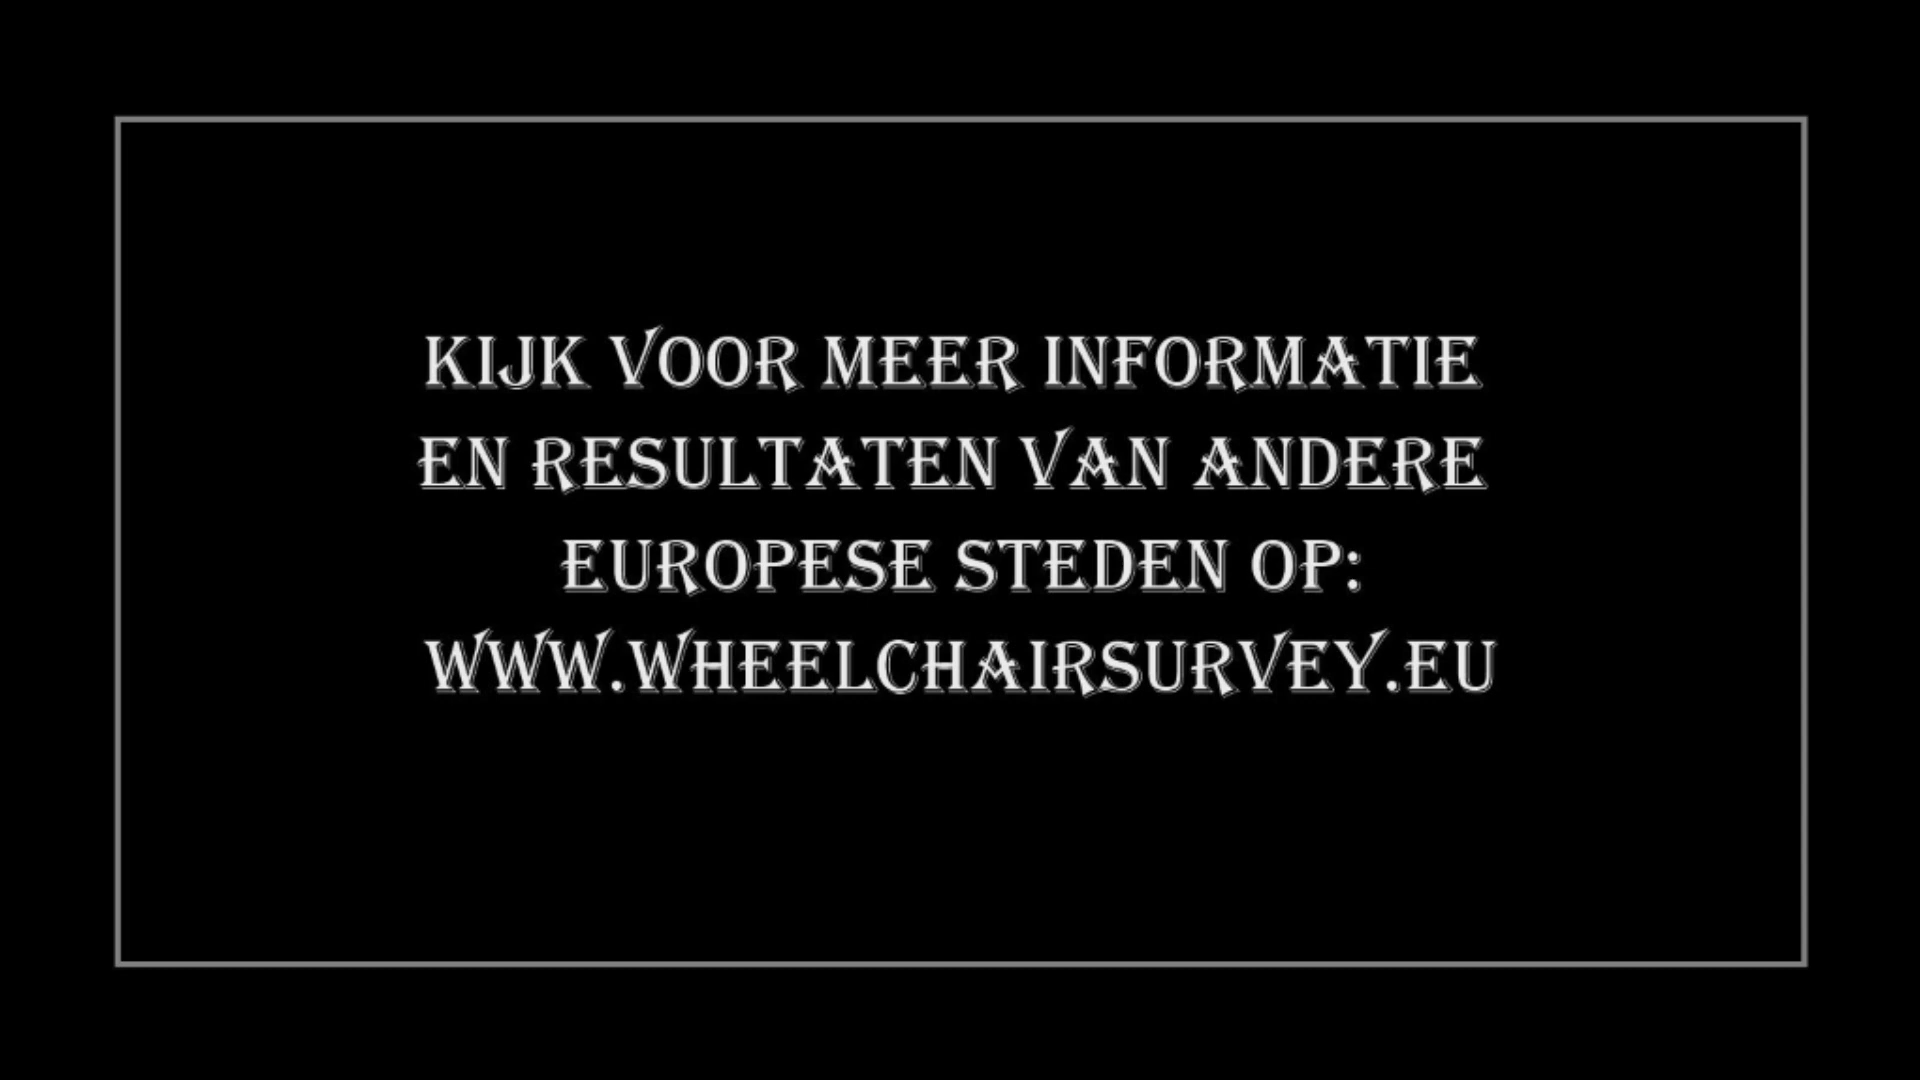 KIJK VOOR MEER INFORMATIE
EN RESULTATEN VAN ANDERE
EUROPESE STEDEN OP:
WWW.WHEELCHAIRSURVEY.EU